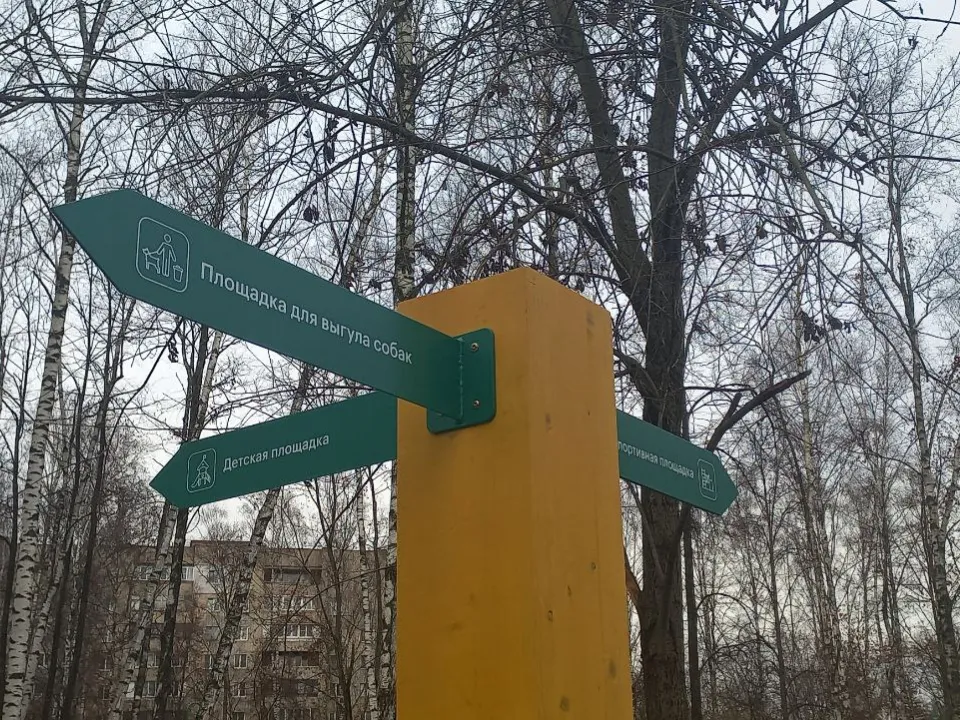 Площадка для выгула собак
Детская площадка
портивная площадка